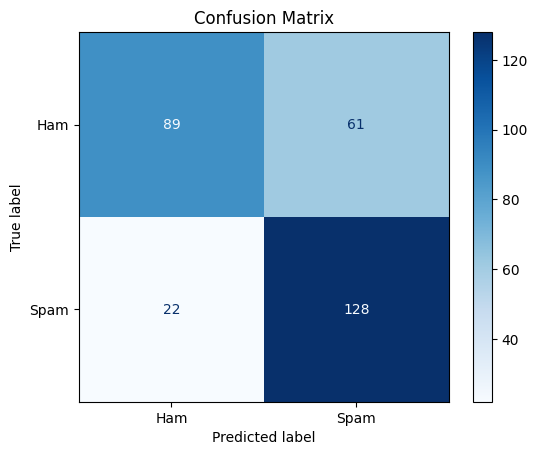 Confusion Matrix
120
Ham 89 61
100
True label
80
60
Spam 22 128
40
Ham Spam
Predicted label